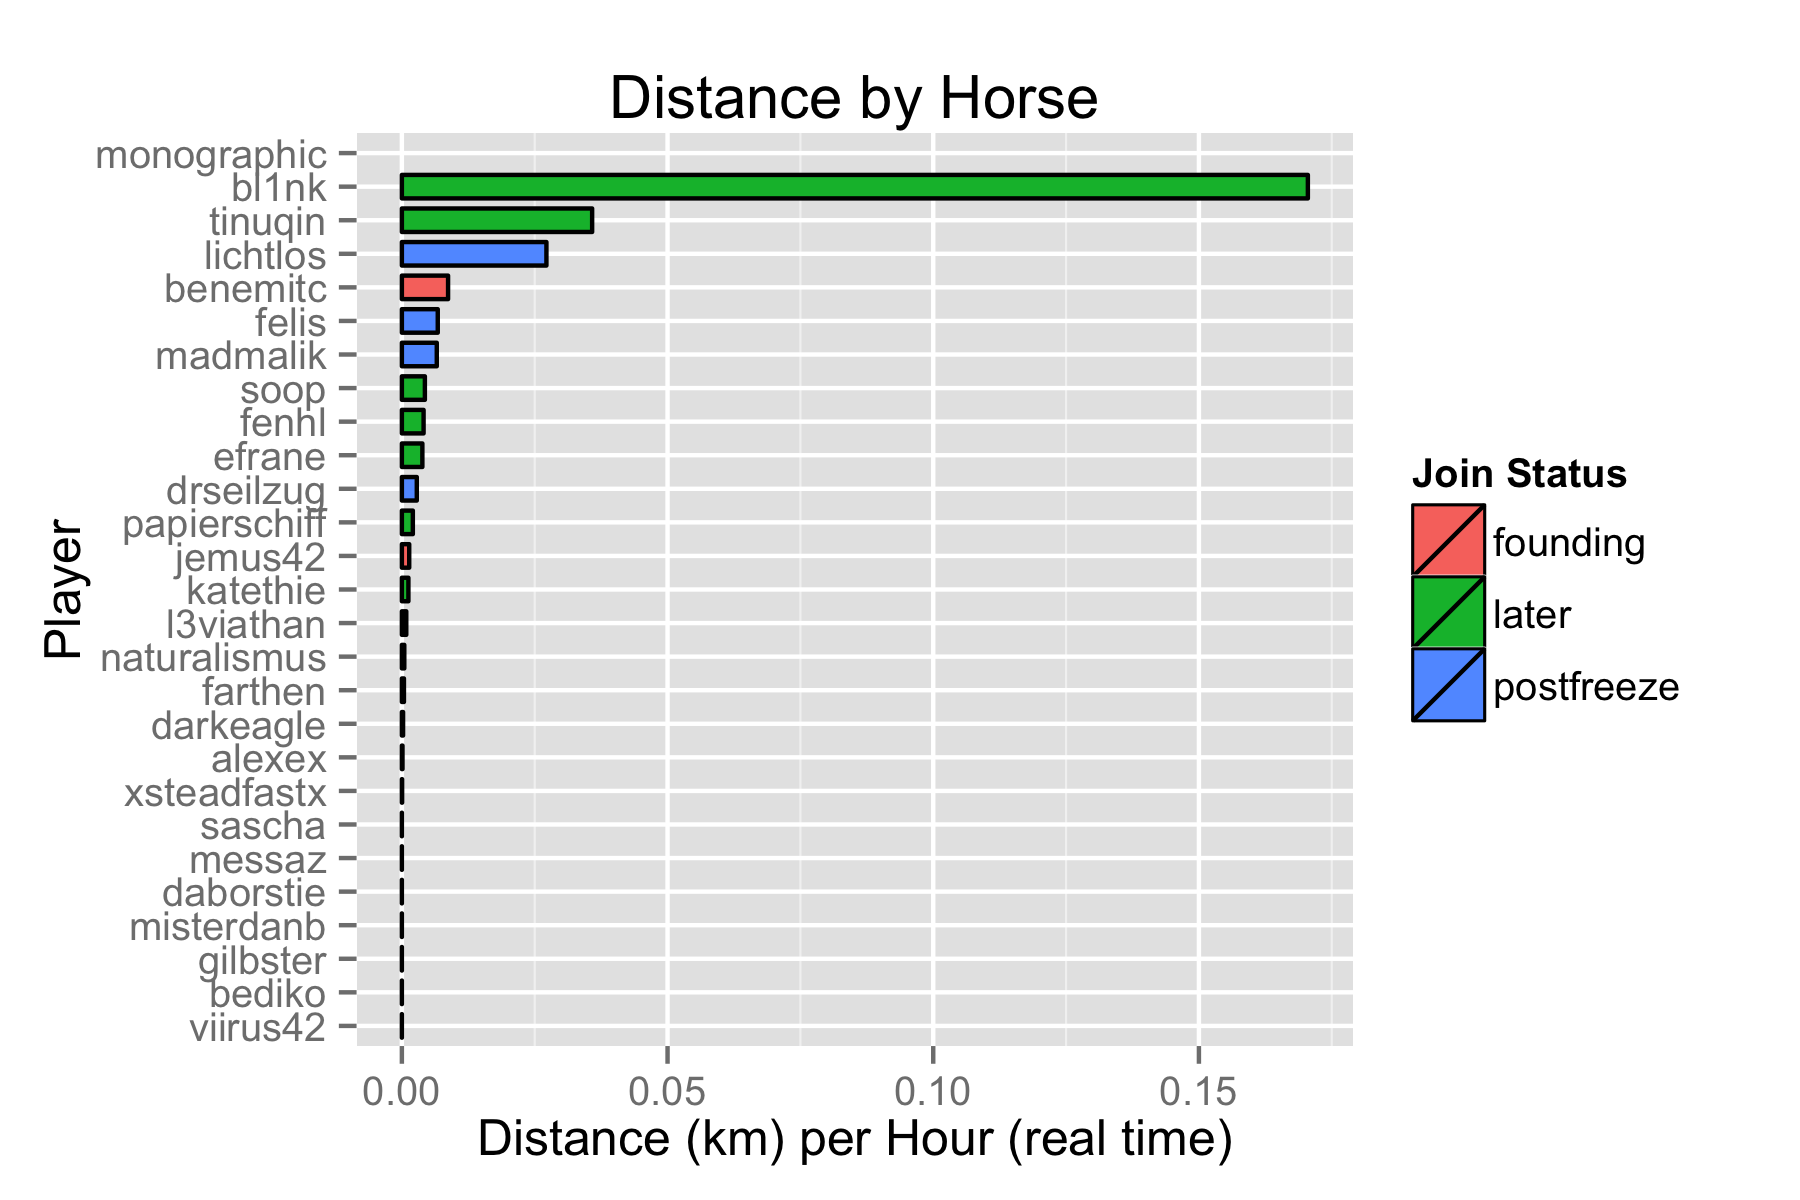 Distance by Horse
monographic
bl1nk
tinuqin
lichtlos
benemitc
felis
madmalik
soop
fenhl
efrane
drseilzug
papierschiff
jemus42
katethie
l3viathan
naturalismus
farthen
darkeagle
alexex
xsteadfastx
sascha
messaz
daborstie
misterdanb
gilbster
bediko
viirus42
Player
0.00 0.05 0.10 0.15
Distance (km) per Hour (real time)
Join Status
founding
later
postfreeze